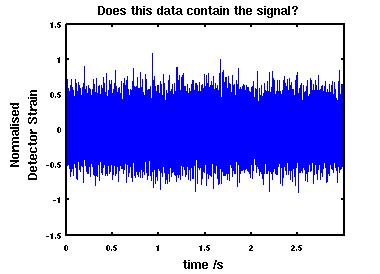 Does this data contain the signal?
Normalised
Detector Strain
1.5
1
0.5
0
-0.5
-1
-1.5
0 0.5 1 1.5 2 2.5
time /s